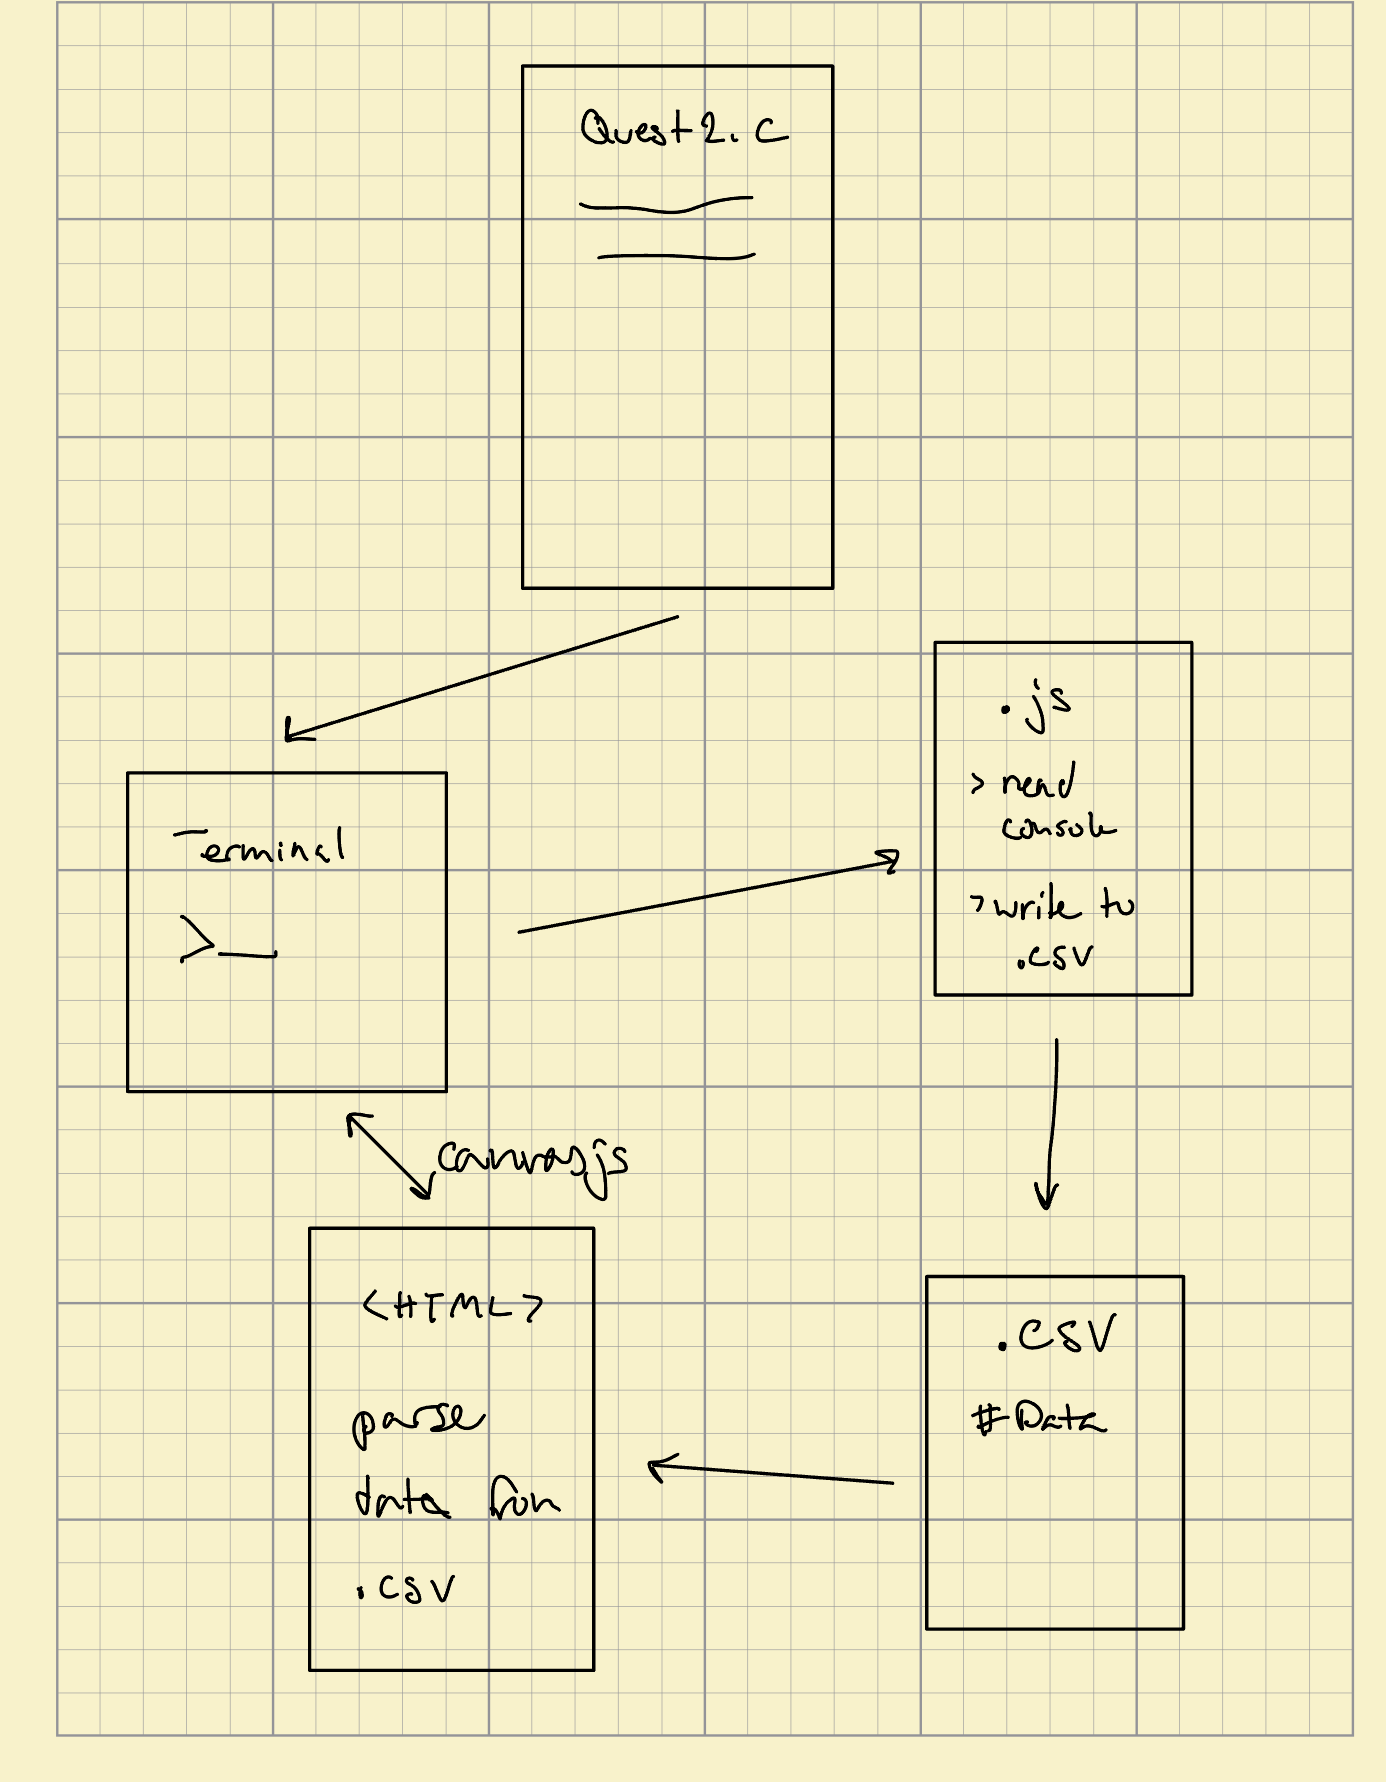 Quest2.c
.js
> read
console
> write to
.csv
Terminal
>_
canvasjs
<HTML>
parse
data from
.csv
.CSV
# Data